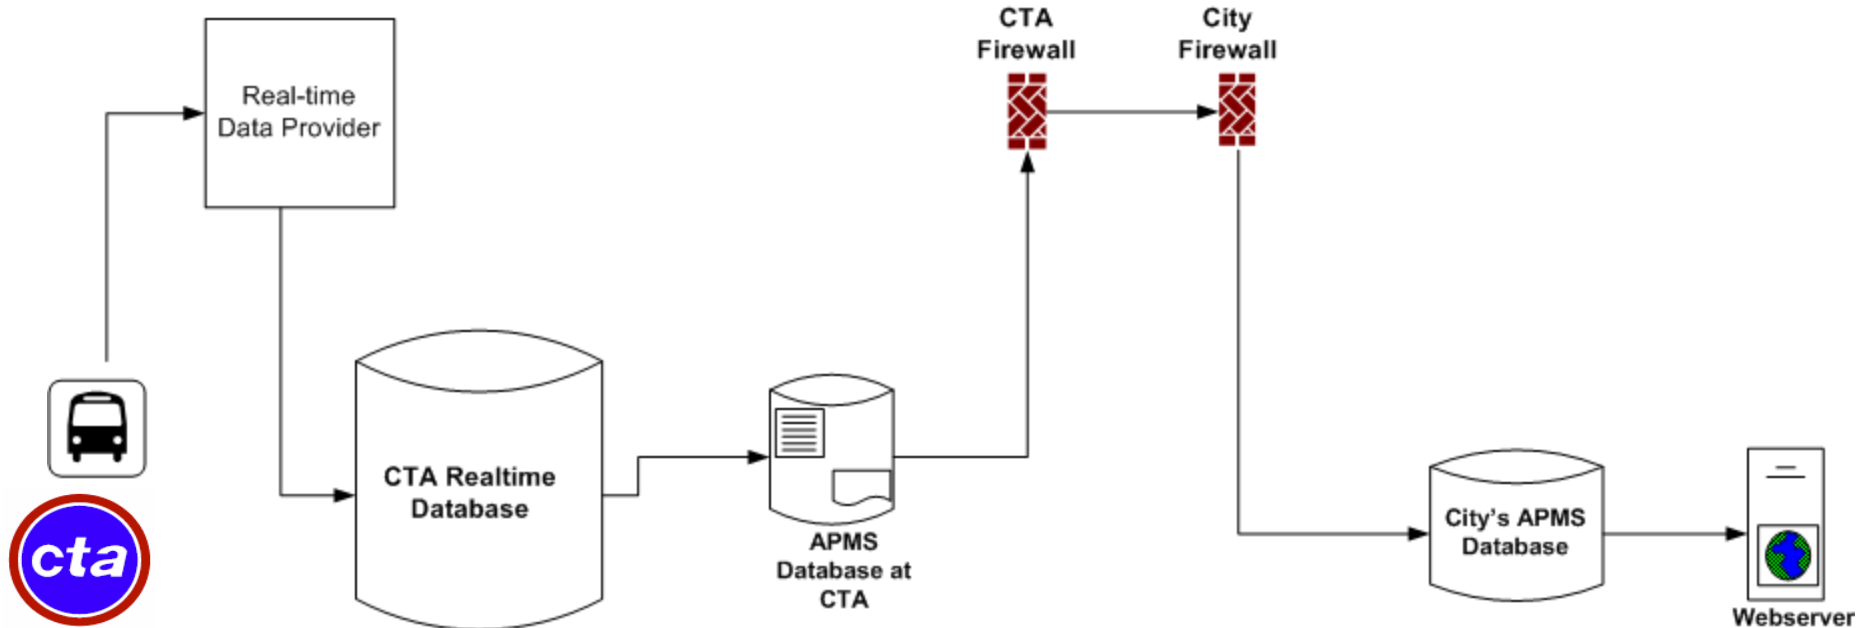 CTA
Firewall
City
Firewall
Real-time
Data Provider
CTA Realtime
Database
APMS
Database at
CTA
City's APMS
Database
Webserver
cta